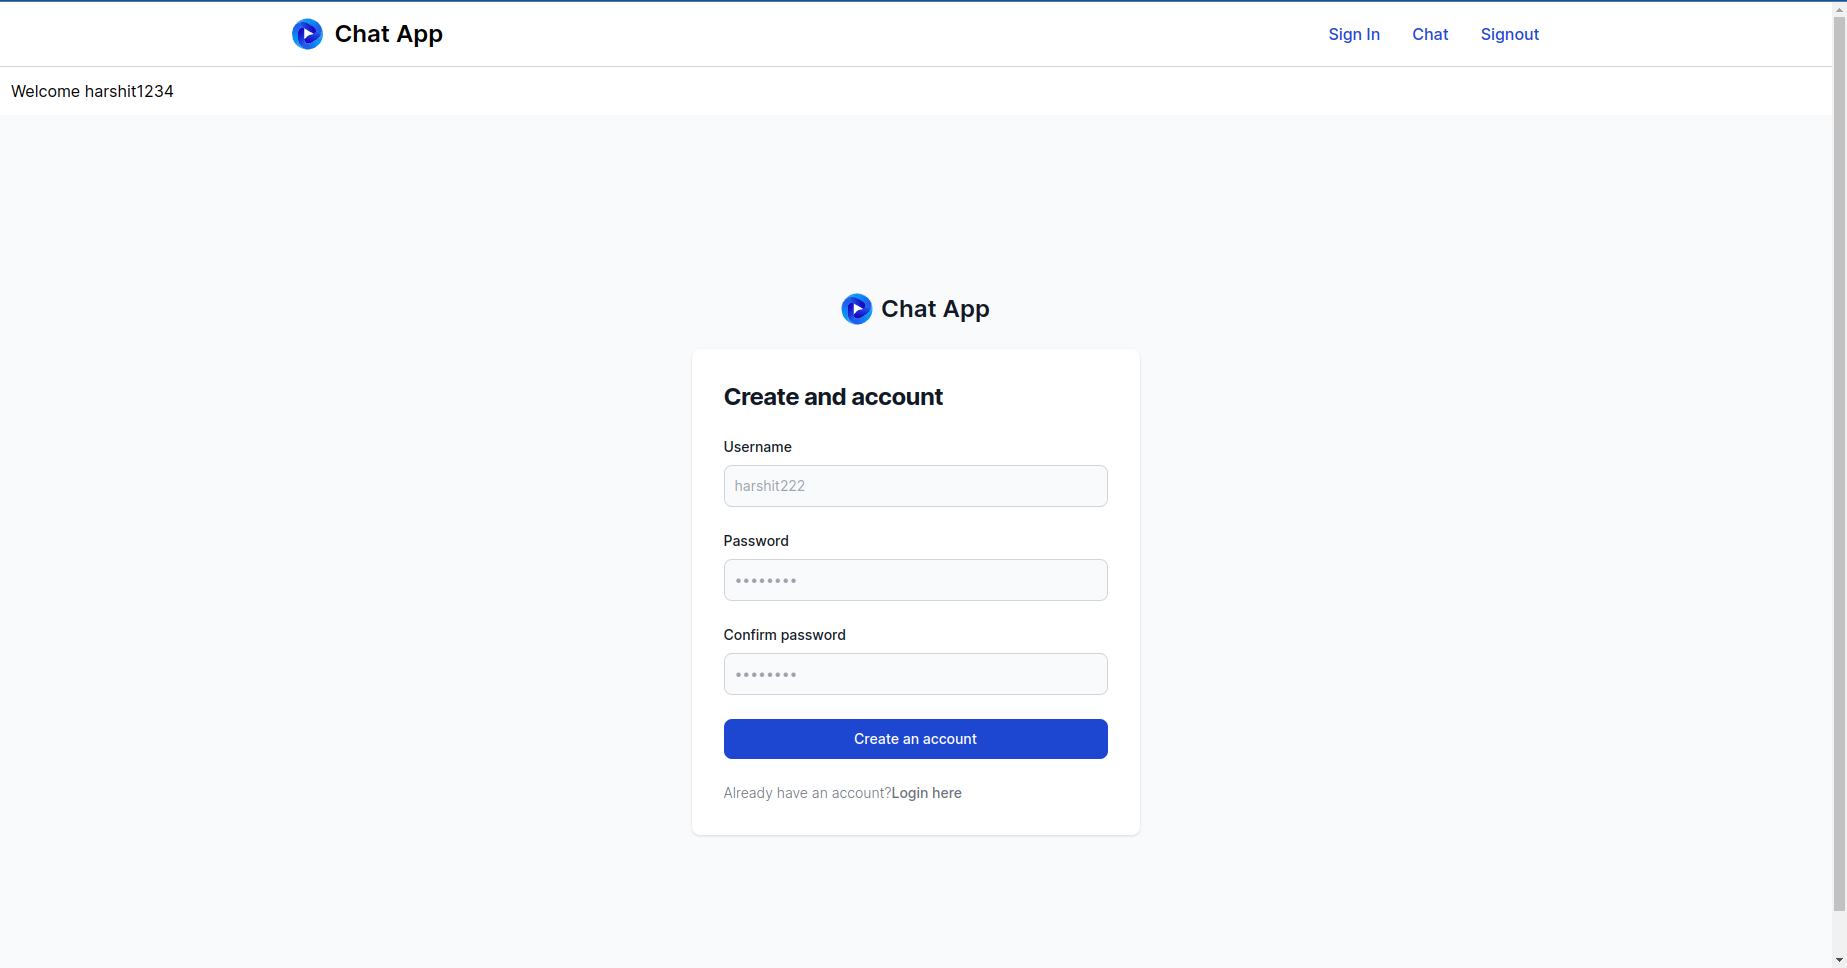 Chat App
Sign In Chat Signout
Welcome harshit1234
Chat App
Create and account
Username
harshit222
Password
••••••••
Confirm password
••••••••
Create an account
Already have an account?Login here